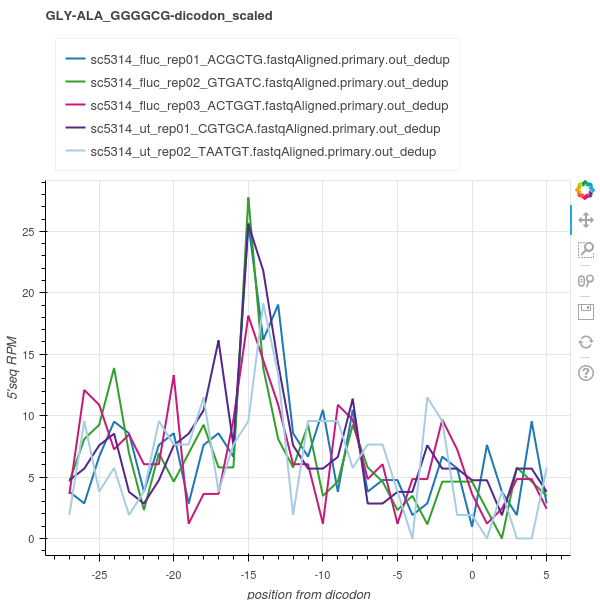 GLY-ALA_GGGGCG-dicodon_scaled
sc5314_fluc_rep01_ACGCTG.fastqAligned.primary.out_dedup
sc5314_fluc_rep02_GTGATC.fastqAligned.primary.out_dedup
sc5314_fluc_rep03_ACTGGT.fastqAligned.primary.out_dedup
sc5314_ut_rep01_CGTGCA.fastqAligned.primary.out_dedup
sc5314_ut_rep02_TAATGT.fastqAligned.primary.out_dedup
25
20
15
10
5
0
5'seq RPM
-25 -20 -15 -10 -5 0 5
position from dicodon